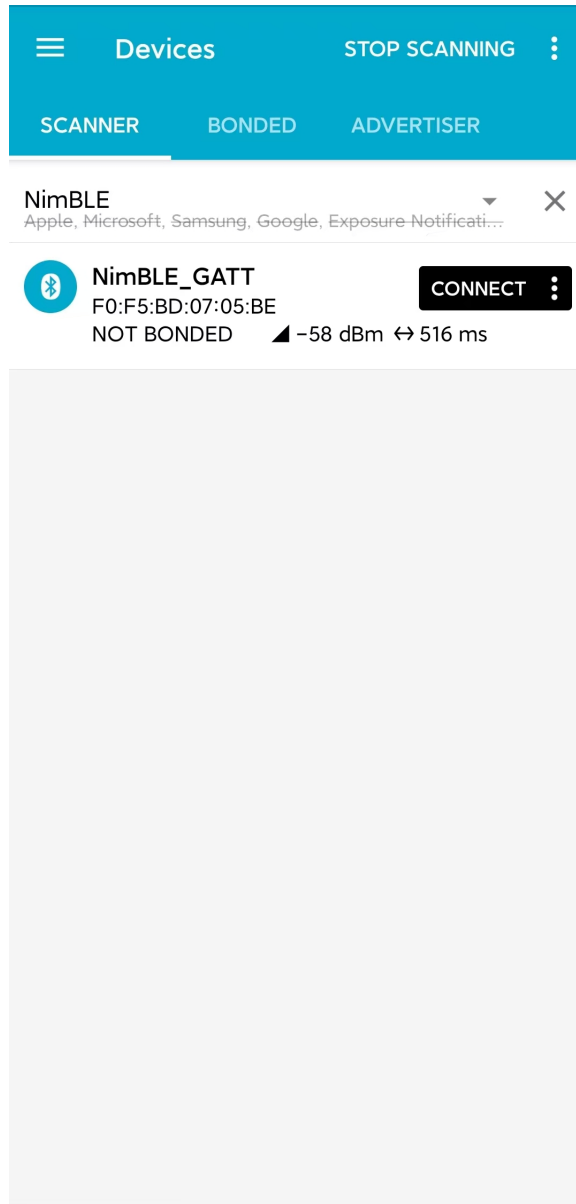 Devices STOP SCANNING
SCANNER BONDED ADVERTISER
NimBLE
Apple, Microsoft, Samsung, Google, Exposure Notificati...
NimBLE_GATT
CONNECT
F0:F5:BD:07:05:BE
NOT BONDED -58 dBm ↔ 516 ms